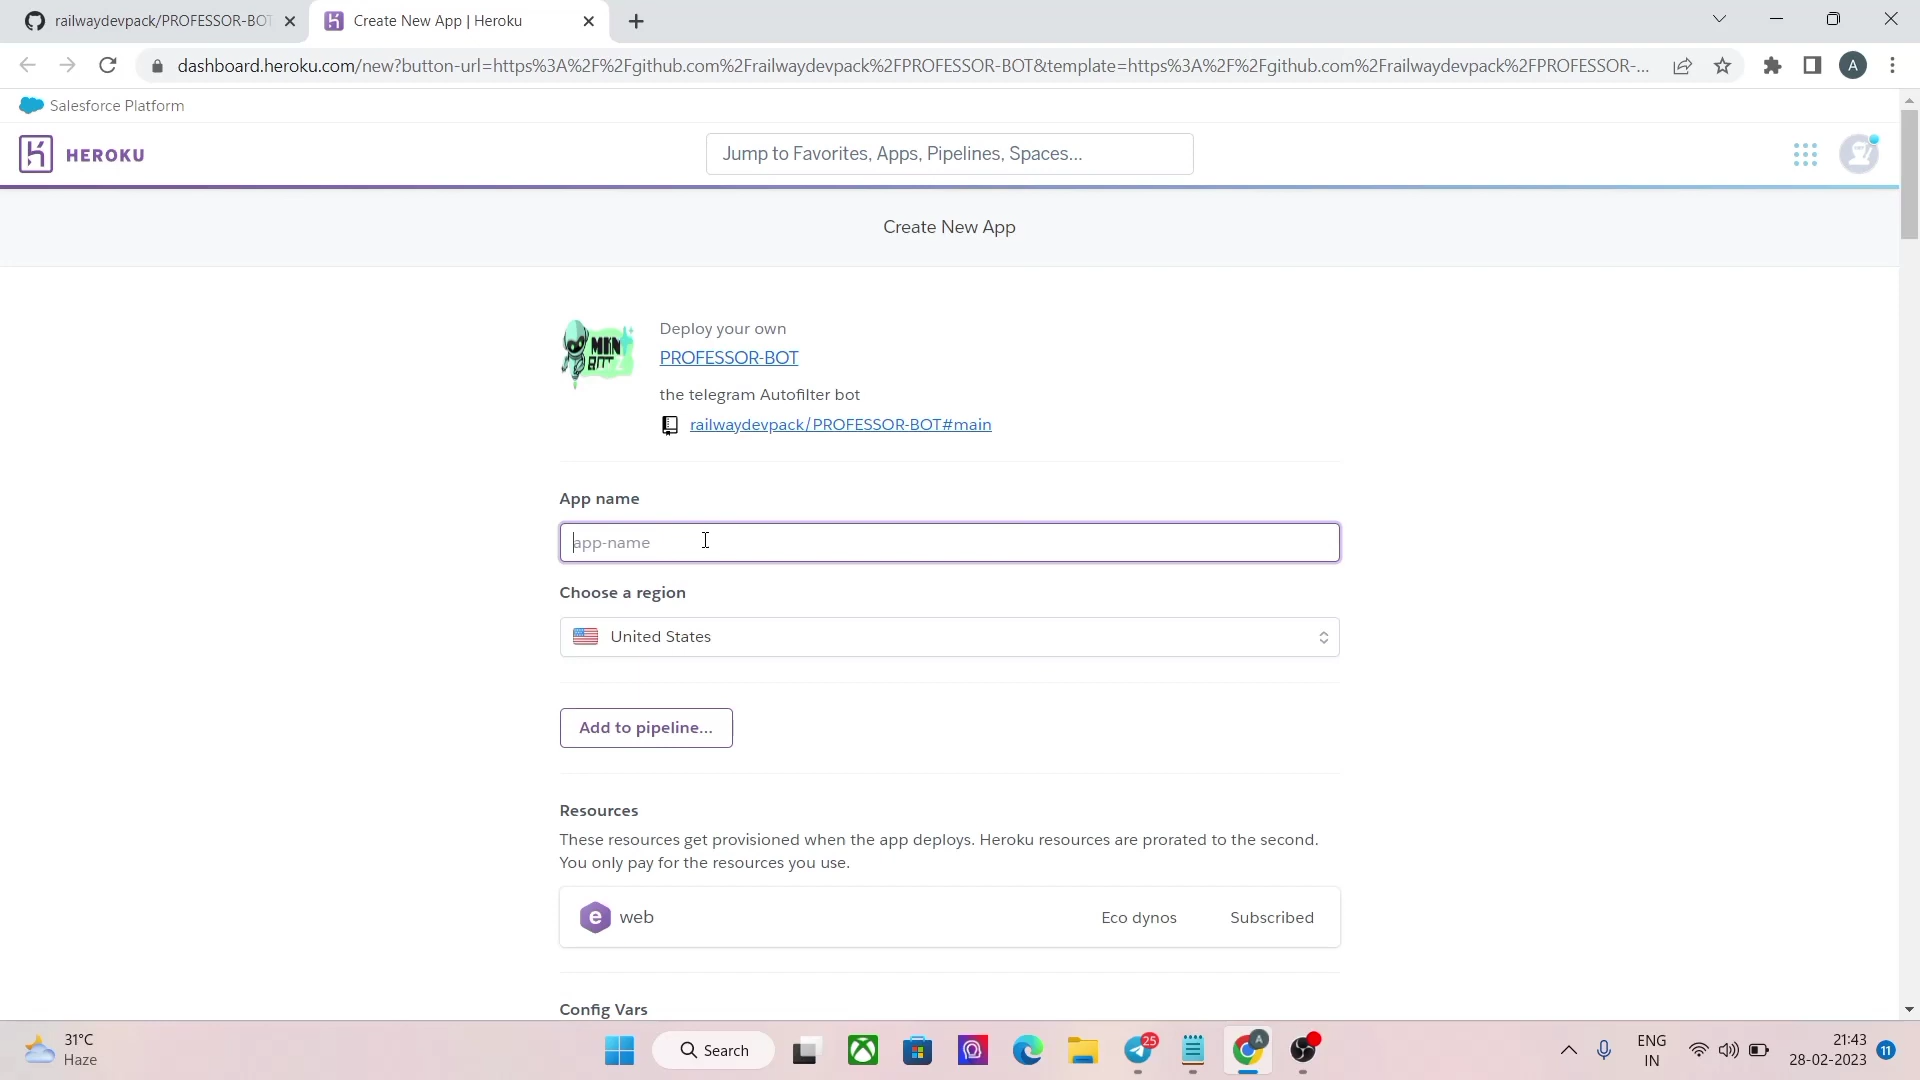 railwaydevpack/PROFESSOR-BOT
Create New App | Heroku
dashboard.heroku.com/new?button-url=https%3A%2F%2Fgithub.com%2Frailwaydevpack%2FPROFESSOR-BOT&template=https%3A%2F%2Fgithub.com%2Frailwaydevpack%2FPROFESSOR-...
A
Salesforce Platform
HEROKU
Jump to Favorites, Apps, Pipelines, Spaces...
Create New App
Deploy your own
PROFESSOR-BOT
the telegram Autofilter bot
railwaydevpack/PROFESSOR-BOT#main
App name
app-name
Choose a region
United States
Add to pipeline...
Resources
These resources get provisioned when the app deploys. Heroku resources are prorated to the second.
You only pay for the resources you use.
e web Eco dynos Subscribed
Config Vars
31°C
Haze
Search
25
A
ENG
IN
21:43
28-02-2023
11